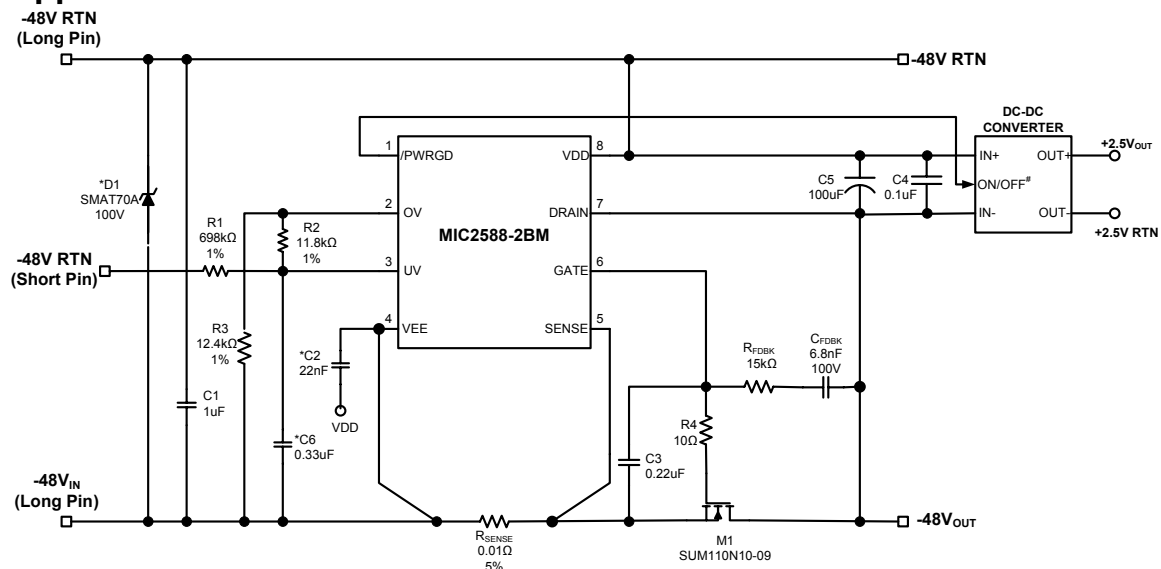 -48V RTN
(Long Pin)
-48V RTN
DC-DC
CONVERTER
1
/PWRGD
VDD
8
IN+
OUT+
+2.5VOUT
ON/OFF#
*D1
SMAT70A
100V
C5
100uF
C4
0.1uF
2
OV
DRAIN
7
IN-
OUT-
+2.5V RTN
R1
698kΩ
1%
R2
11.8kΩ
1%
MIC2588-2BM
-48V RTN
(Short Pin)
3
UV
GATE
6
4
VEE
SENSE
5
R3
12.4kΩ
1%
*C2
22nF
VDD
RFDBK
15kΩ
CFDBK
6.8nF
100V
C1
1uF
*C6
0.33uF
R4
10Ω
C3
0.22uF
-48VIN
(Long Pin)
-48VOUT
RSENSE
0.01Ω
5%
M1
SUM110N10-09